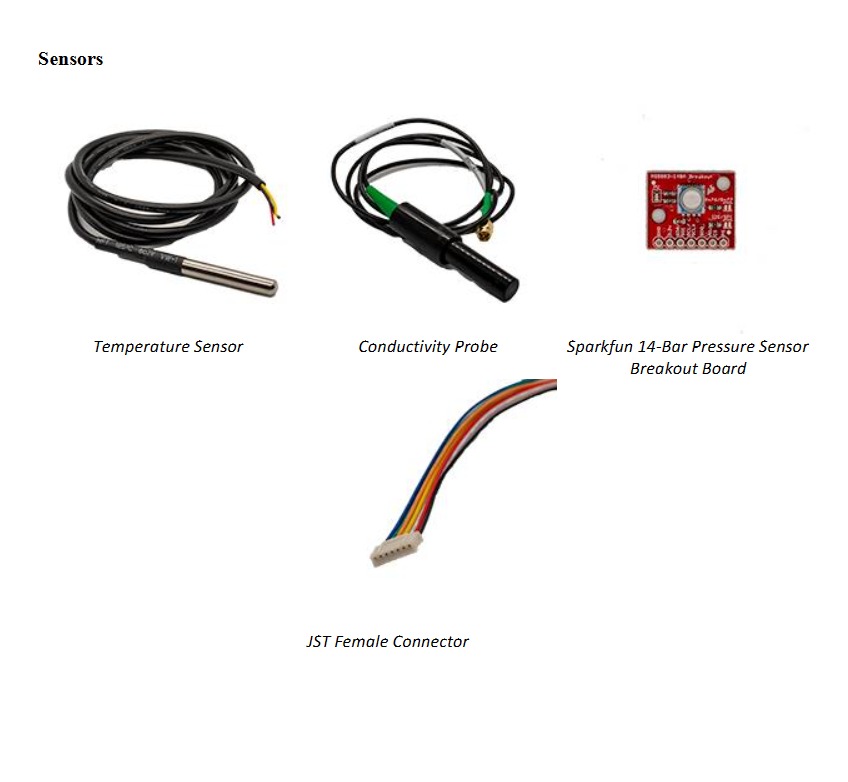 Sensors
Temperature Sensor
Conductivity Probe
Sparkfun 14-Bar Pressure Sensor
Breakout Board
JST Female Connector